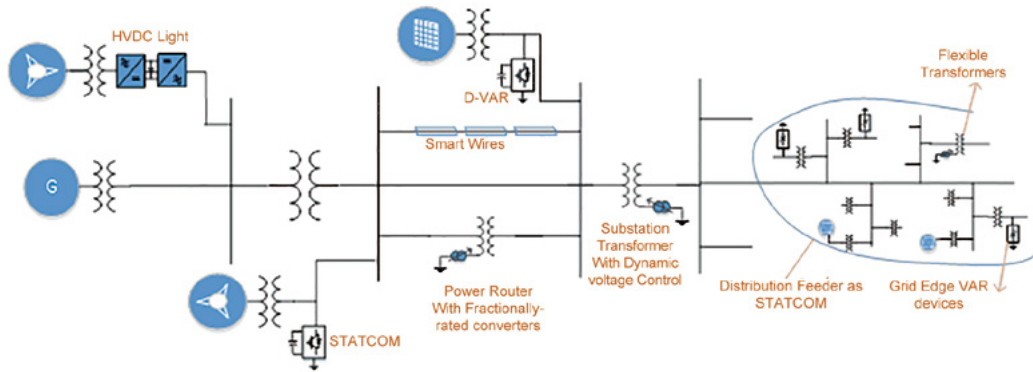 HVDC Light
D-VAR
Flexible
Transformers
Smart Wires
G
Substation
Transformer
With Dynamic
voltage Control
Power Router
With Fractionally-
rated converters
STATCOM
Distribution Feeder as
STATCOM
Grid Edge VAR
devices